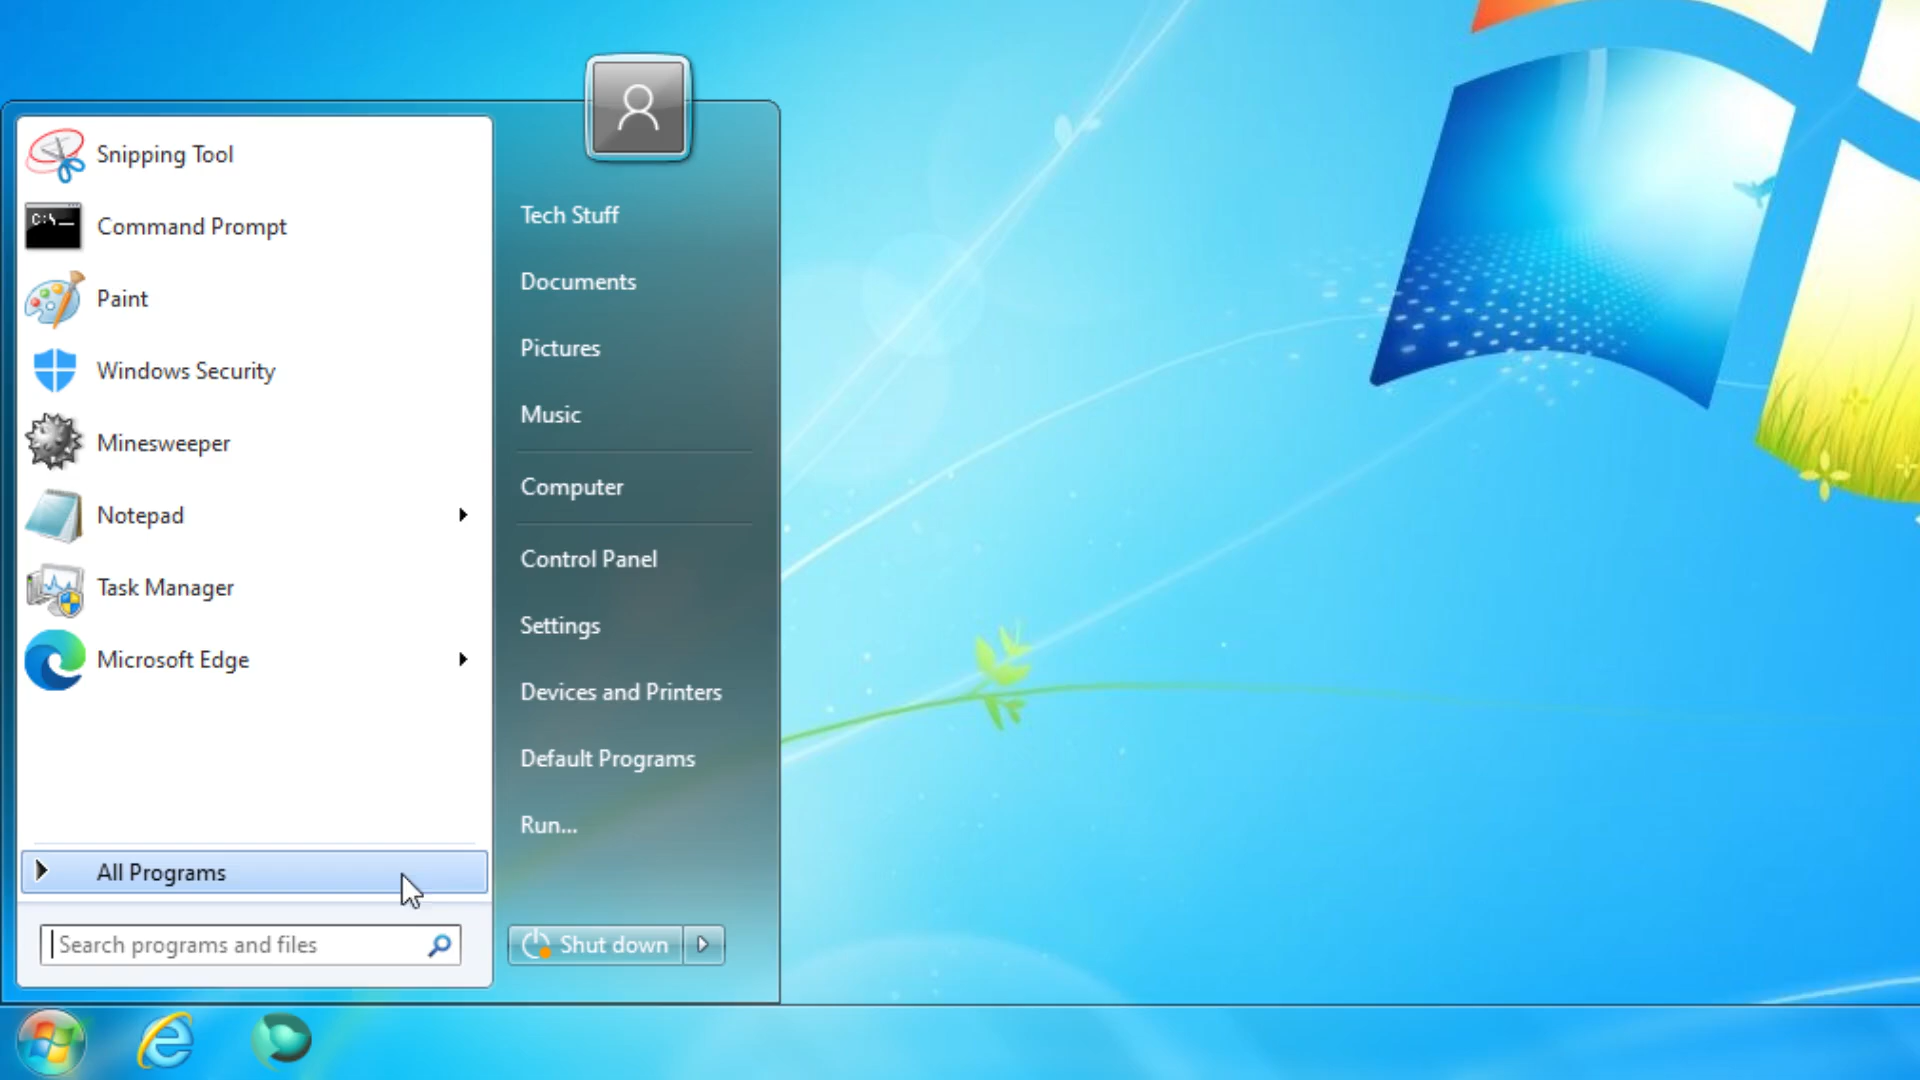 Snipping Tool
C:\
Command Prompt
Paint
Windows Security
Minesweeper
Notepad
Task Manager
Microsoft Edge
All Programs
Search programs and files
Tech Stuff
Documents
Pictures
Music
Computer
Control Panel
Settings
Devices and Printers
Default Programs
Run...
Shut down